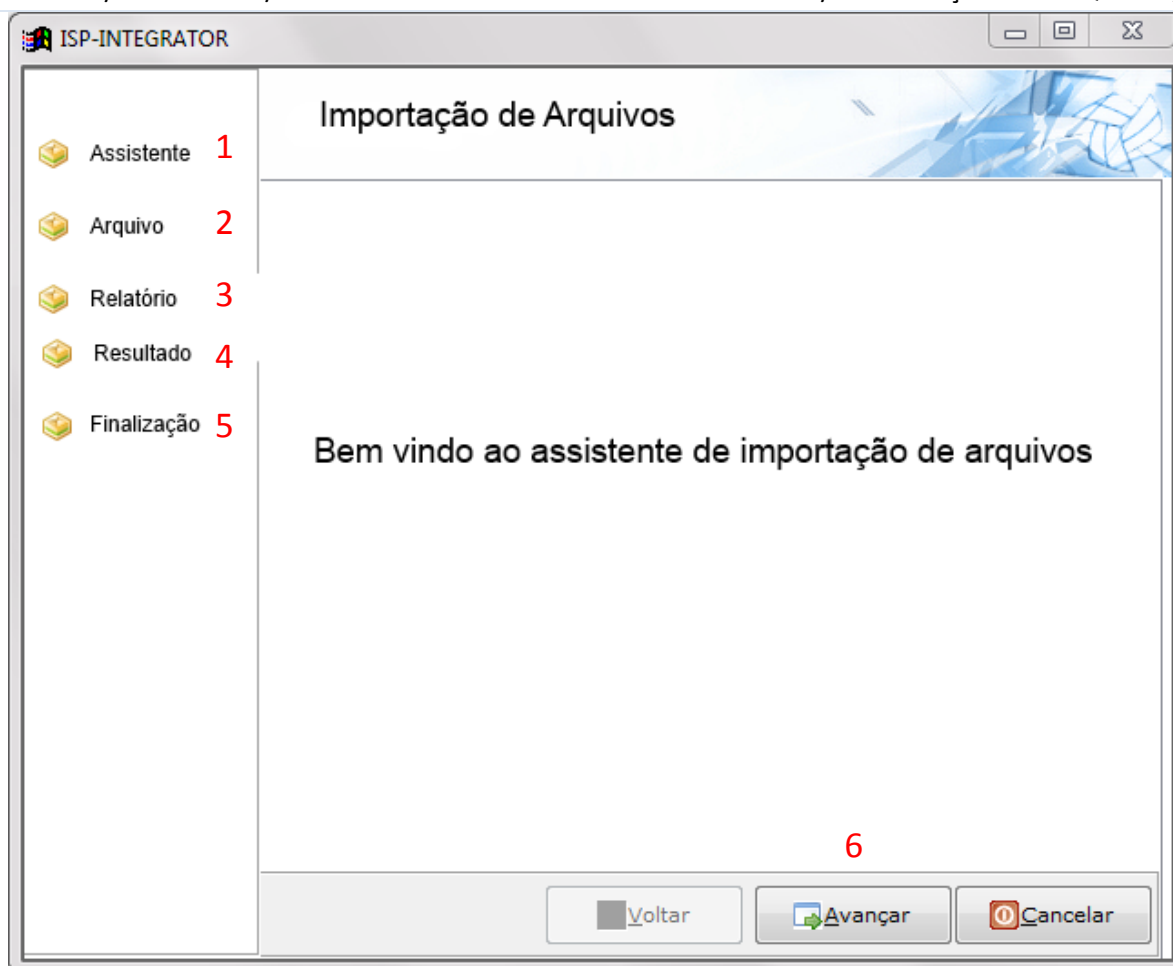 ISP-INTEGRATOR
Importação de Arquivos
Assistente 1
Arquivo 2
Relatório 3
Resultado 4
Finalização 5
Bem vindo ao assistente de importação de arquivos
6
Voltar Avançar Cancelar